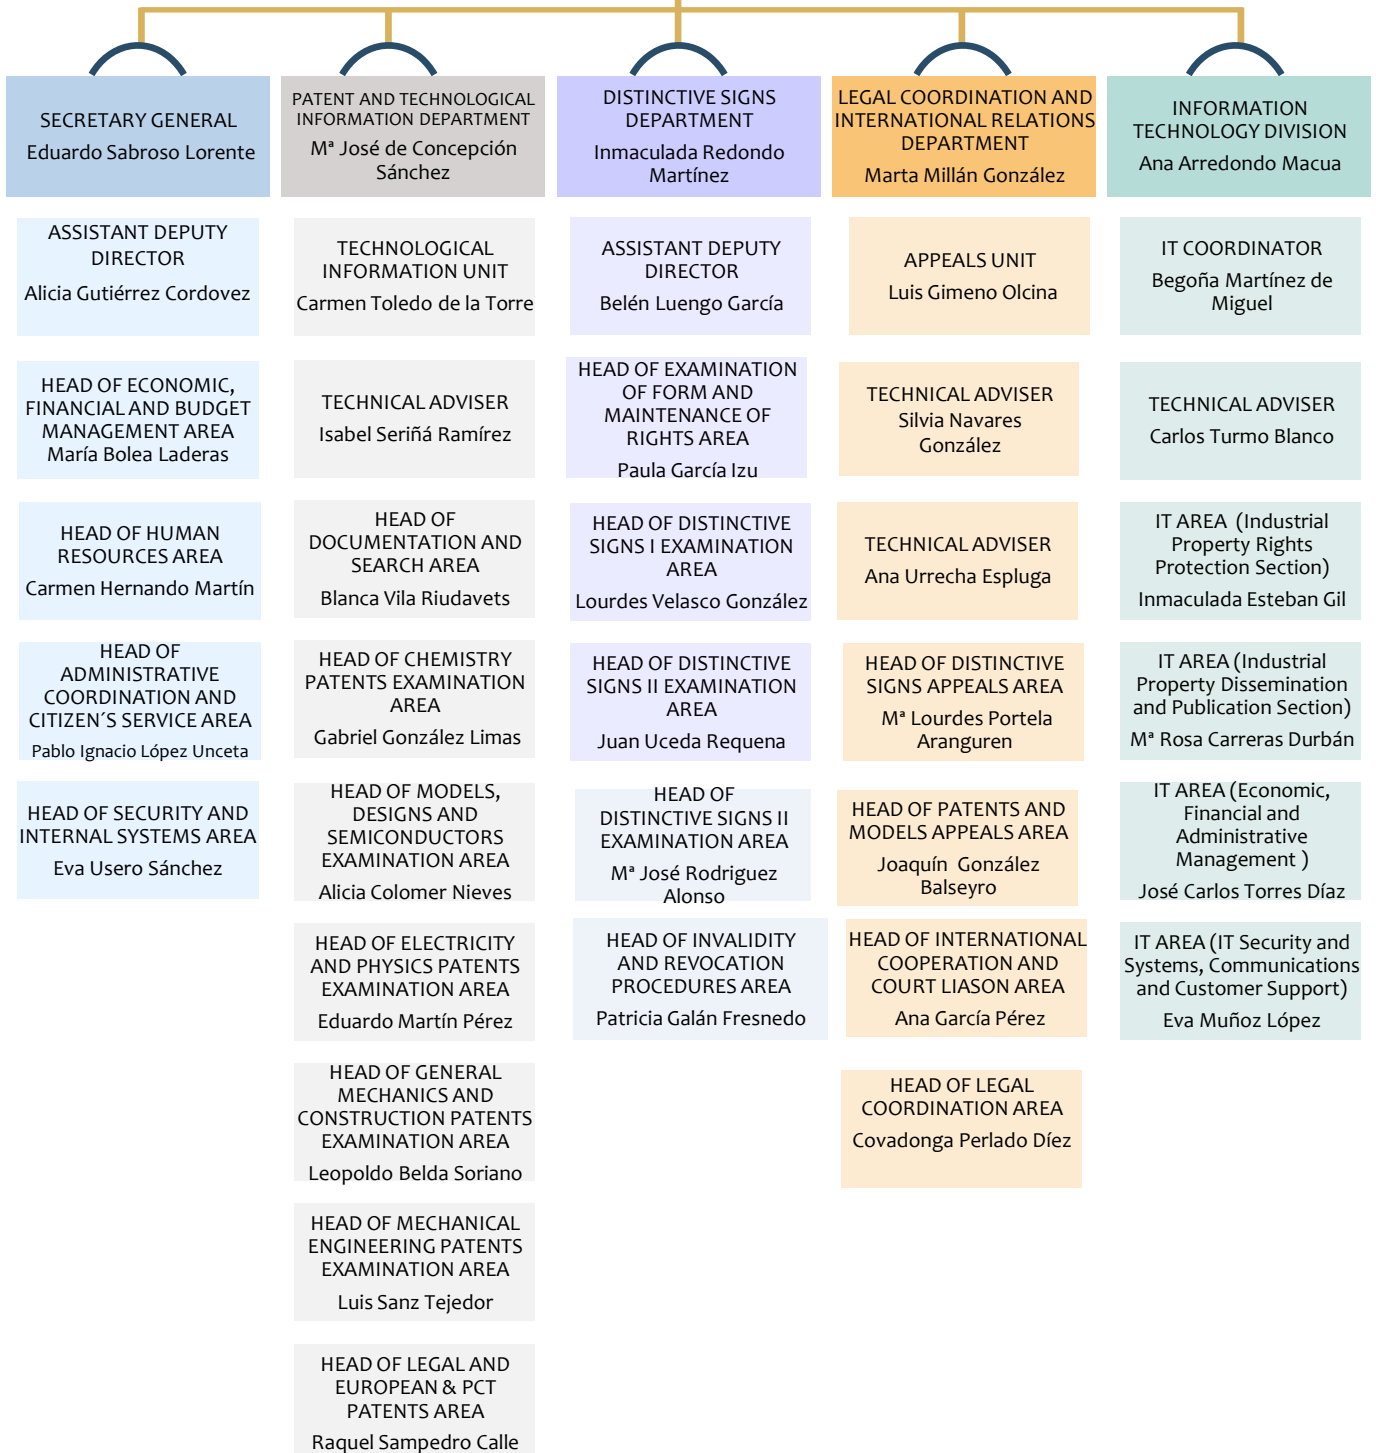 SECRETARY GENERAL
Eduardo Sabroso Lorente
ASSISTANT DEPUTY
DIRECTOR
Alicia Gutiérrez Cordovez
HEAD OF ECONOMIC,
FINANCIAL AND BUDGET
MANAGEMENT AREA
María Bolea Laderas
HEAD OF HUMAN
RESOURCES AREA
Carmen Hernando Martín
HEAD OF
ADMINISTRATIVE
COORDINATION AND
CITIZEN´S SERVICE AREA
Pablo Ignacio López Unceta
HEAD OF SECURITY AND
INTERNAL SYSTEMS AREA
Eva Usero Sánchez
PATENT AND TECHNOLOGICAL
INFORMATION DEPARTMENT
Mª José de Concepción
Sánchez
TECHNOLOGICAL
INFORMATION UNIT
Carmen Toledo de la Torre
TECHNICAL ADVISER
Isabel Seriñá Ramírez
HEAD OF
DOCUMENTATION AND
SEARCH AREA
Blanca Vila Riudavets
HEAD OF CHEMISTRY
PATENTS EXAMINATION
AREA
Gabriel González Limas
HEAD OF MODELS,
DESIGNS AND
SEMICONDUCTORS
EXAMINATION AREA
Alicia Colomer Nieves
HEAD OF ELECTRICITY
AND PHYSICS PATENTS
EXAMINATION AREA
Eduardo Martín Pérez
HEAD OF GENERAL
MECHANICS AND
CONSTRUCTION PATENTS
EXAMINATION AREA
Leopoldo Belda Soriano
HEAD OF MECHANICAL
ENGINEERING PATENTS
EXAMINATION AREA
Luis Sanz Tejedor
HEAD OF LEGAL AND
EUROPEAN & PCT
PATENTS AREA
Raquel Sampedro Calle
DISTINCTIVE SIGNS
DEPARTMENT
Inmaculada Redondo
Martínez
ASSISTANT DEPUTY
DIRECTOR
Belén Luengo García
HEAD OF EXAMINATION
OF FORM AND
MAINTENANCE OF
RIGHTS AREA
Paula García Izu
HEAD OF DISTINCTIVE
SIGNS I EXAMINATION
AREA
Lourdes Velasco González
HEAD OF DISTINCTIVE
SIGNS II EXAMINATION
AREA
Juan Uceda Requena
HEAD OF
DISTINCTIVE SIGNS II
EXAMINATION AREA
Mª José Rodriguez
Alonso
HEAD OF INVALIDITY
AND REVOCATION
PROCEDURES AREA
Patricia Galán Fresnedo
LEGAL COORDINATION AND
INTERNATIONAL RELATIONS
DEPARTMENT
Marta Millán González
APPEALS UNIT
Luis Gimeno Olcina
TECHNICAL ADVISER
Silvia Navares
González
TECHNICAL ADVISER
Ana Urrecha Espluga
HEAD OF DISTINCTIVE
SIGNS APPEALS AREA
Mª Lourdes Portela
Aranguren
HEAD OF PATENTS AND
MODELS APPEALS AREA
Joaquín González
Balseyro
HEAD OF INTERNATIONAL
COOPERATION AND
COURT LIASON AREA
Ana García Pérez
HEAD OF LEGAL
COORDINATION AREA
Covadonga Perlado Díez
INFORMATION
TECHNOLOGY DIVISION
Ana Arredondo Macua
IT COORDINATOR
Begoña Martínez de
Miguel
TECHNICAL ADVISER
Carlos Turmo Blanco
IT AREA (Industrial
Property Rights
Protection Section)
Inmaculada Esteban Gil
IT AREA (Industrial
Property Dissemination
and Publication Section)
Mª Rosa Carreras Durbán
IT AREA (Economic,
Financial and
Administrative
Management )
José Carlos Torres Díaz
IT AREA (IT Security and
Systems, Communications
and Customer Support)
Eva Muñoz López